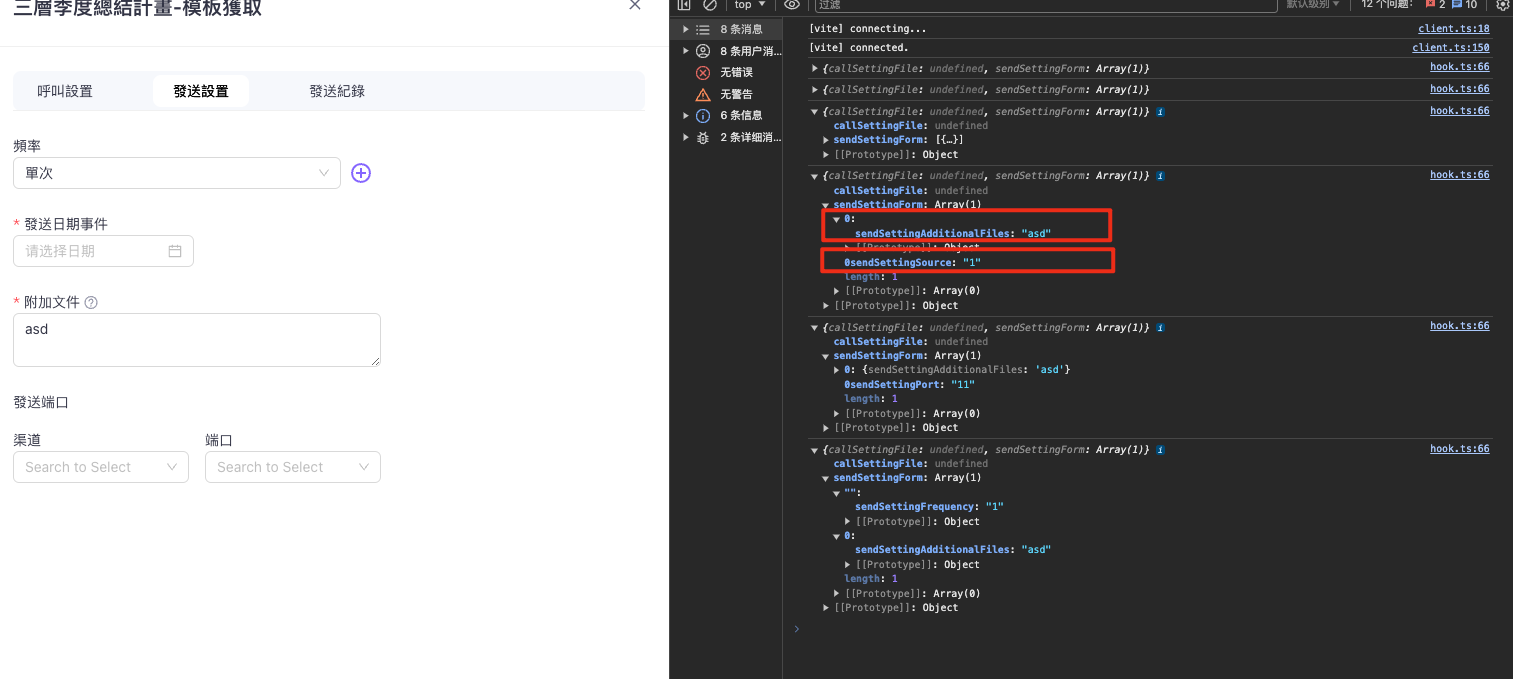 三層季度總結計畫-模板獲取
呼叫設置
發送設置
發送紀錄
頻率
單次
* 發送日期事件
请选择日期
* 附加文件
asd
發送端口
渠道
端口
Search to Select
Search to Select
top
过滤
默认级别
12 个问题:
2
10
8 条消息
8 条用户消...
无错误
无警告
6 条信息
2 条详细消...
[vite] connecting... client.ts:18
[vite] connected. client.ts:150
{callSettingFile: undefined, sendSettingForm: Array(1)} hook.ts:66
{callSettingFile: undefined, sendSettingForm: Array(1)} hook.ts:66
{callSettingFile: undefined, sendSettingForm: Array(1)} i hook.ts:66
callSettingFile: undefined
sendSettingForm: [{…}]
[[Prototype]]: Object
{callSettingFile: undefined, sendSettingForm: Array(1)} i hook.ts:66
callSettingFile: undefined
sendSettingForm: Array(1)
0:
sendSettingAdditionalFiles: "asd"
[[Prototype]]: Object
0sendSettingSource: "1"
length: 1
[[Prototype]]: Array(0)
[[Prototype]]: Object
{callSettingFile: undefined, sendSettingForm: Array(1)} i hook.ts:66
callSettingFile: undefined
sendSettingForm: Array(1)
0: {sendSettingAdditionalFiles: 'asd'}
0sendSettingPort: "11"
length: 1
[[Prototype]]: Array(0)
[[Prototype]]: Object
{callSettingFile: undefined, sendSettingForm: Array(1)} i hook.ts:66
callSettingFile: undefined
sendSettingForm: Array(1)
"":
sendSettingFrequency: "1"
[[Prototype]]: Object
0:
sendSettingAdditionalFiles: "asd"
[[Prototype]]: Object
length: 1
[[Prototype]]: Array(0)
[[Prototype]]: Object